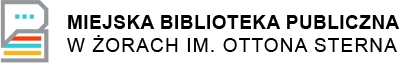 MIEJSKA BIBLIOTEKA PUBLICZNA
W ŻORACH IM. OTTONA STERNA